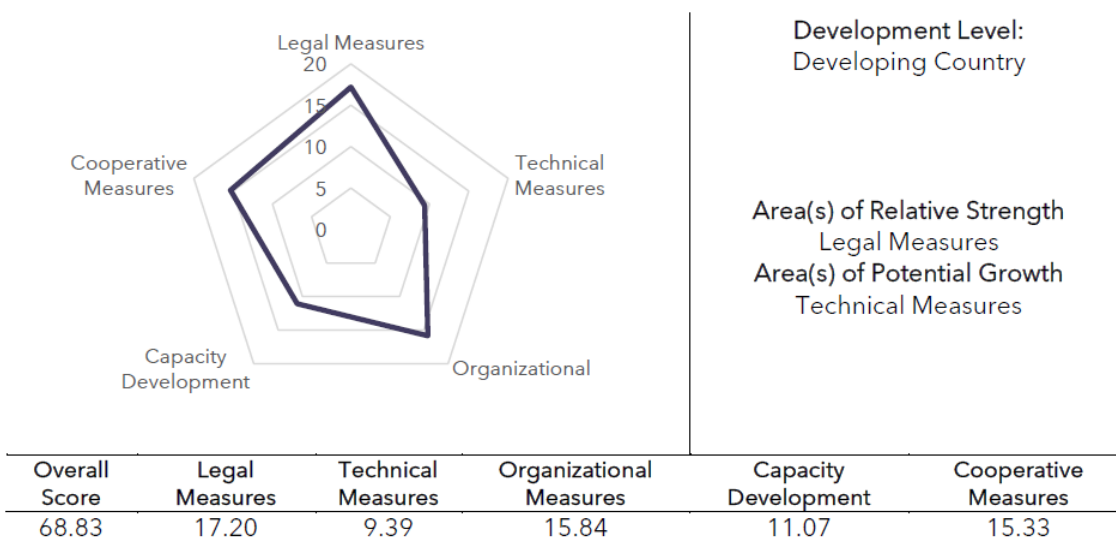 Legal Measures
20
15
10
5
0
Cooperative
Measures
Technical
Measures
Capacity
Development
Organizational
Development Level:
Developing Country
Area(s) of Relative Strength
Legal Measures
Area(s) of Potential Growth
Technical Measures
Overall Score Legal Measures Technical Measures Organizational Measures Capacity Development Cooperative Measures
68.83 17.20 9.39 15.84 11.07 15.33